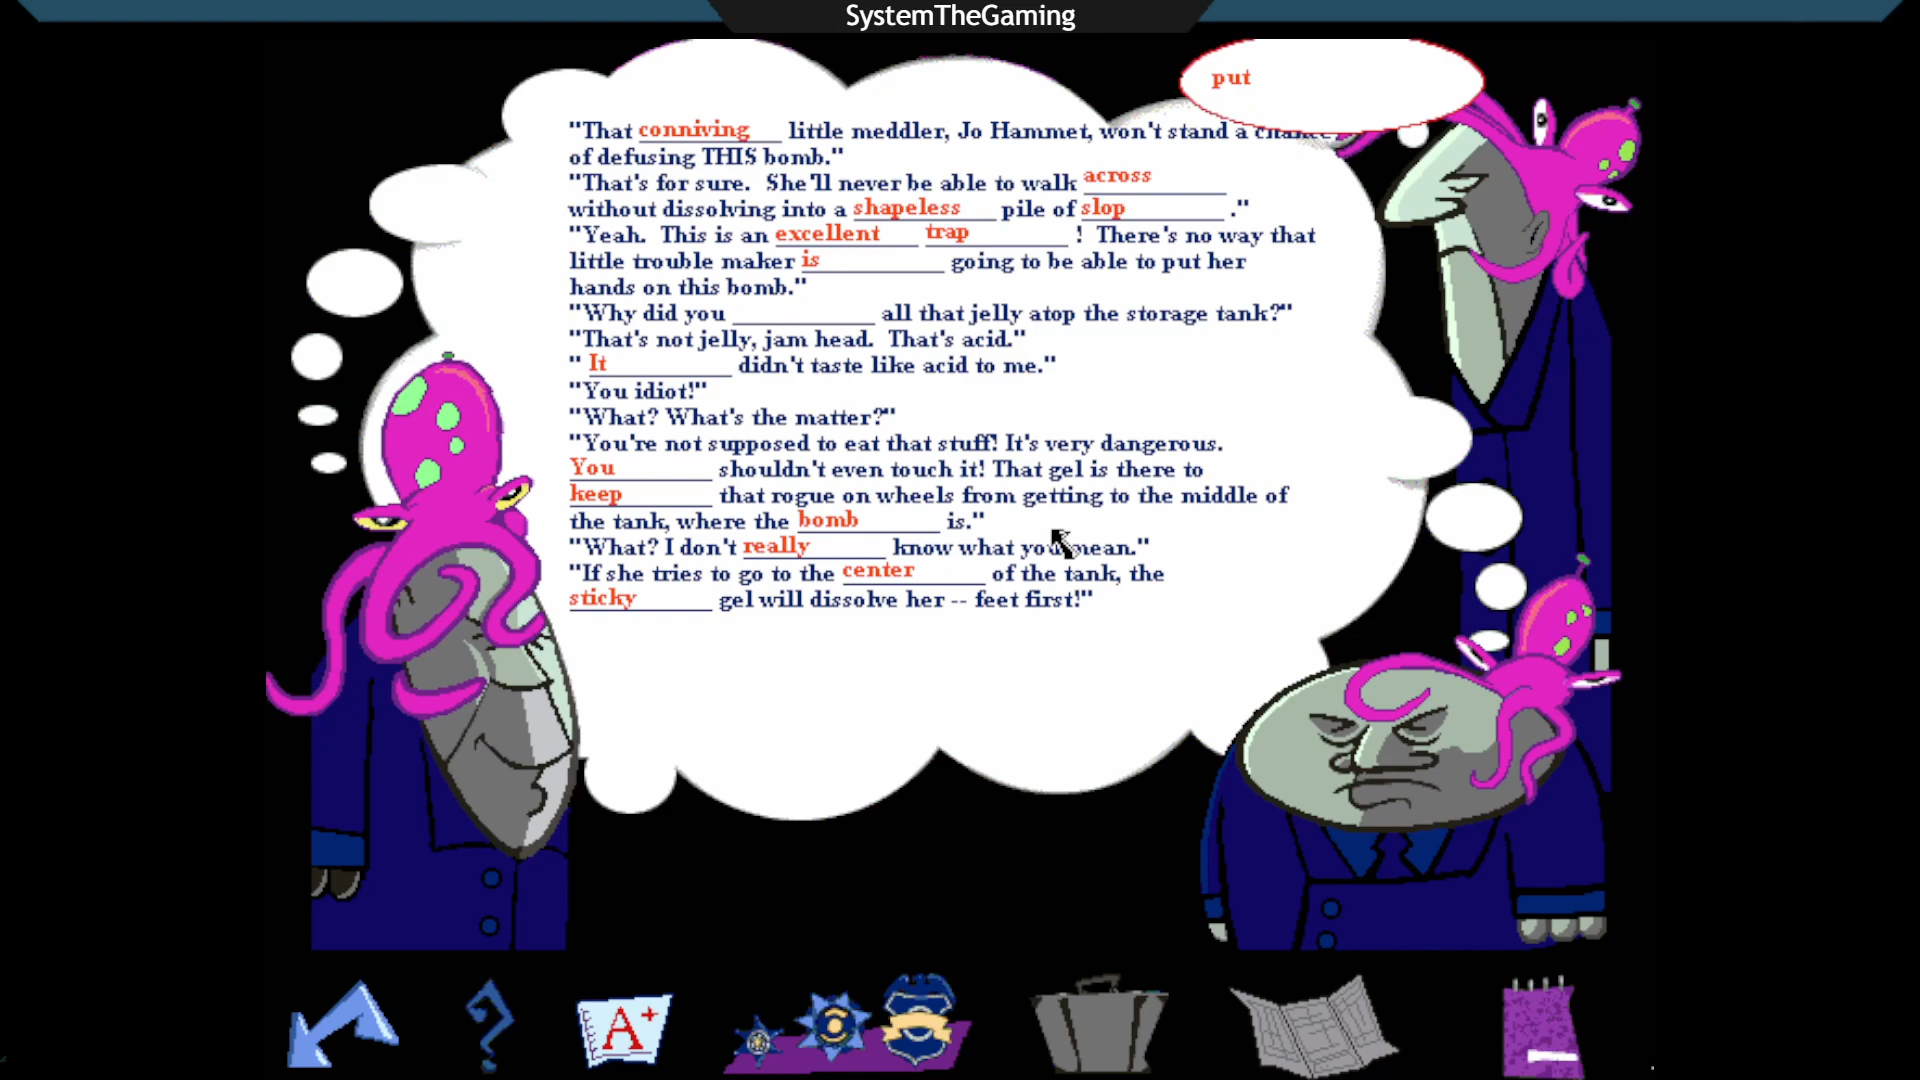 SystemTheGaming
put
"That conniving little meddler, Jo Hammet, won't stand a chance
of defusing THIS bomb."
"That's for sure. She'll never be able to walk across
without dissolving into a shapeless pile of slop ."
"Yeah. This is an excellent trap ! There's no way that
little trouble maker is going to be able to put her
hands on this bomb."
"Why did you ____________ all that jelly atop the storage tank?"
"That's not jelly, jam head. That's acid."
" It didn't taste like acid to me."
"You idiot!"
"What? What's the matter?"
"You're not supposed to eat that stuff! It's very dangerous.
You shouldn't even touch it! That gel is there to
keep that rogue on wheels from getting to the middle of
the tank, where the bomb is."
"What? I don't really know what you mean."
"If she tries to go to the center of the tank, the
sticky gel will dissolve her -- feet first!"
A+